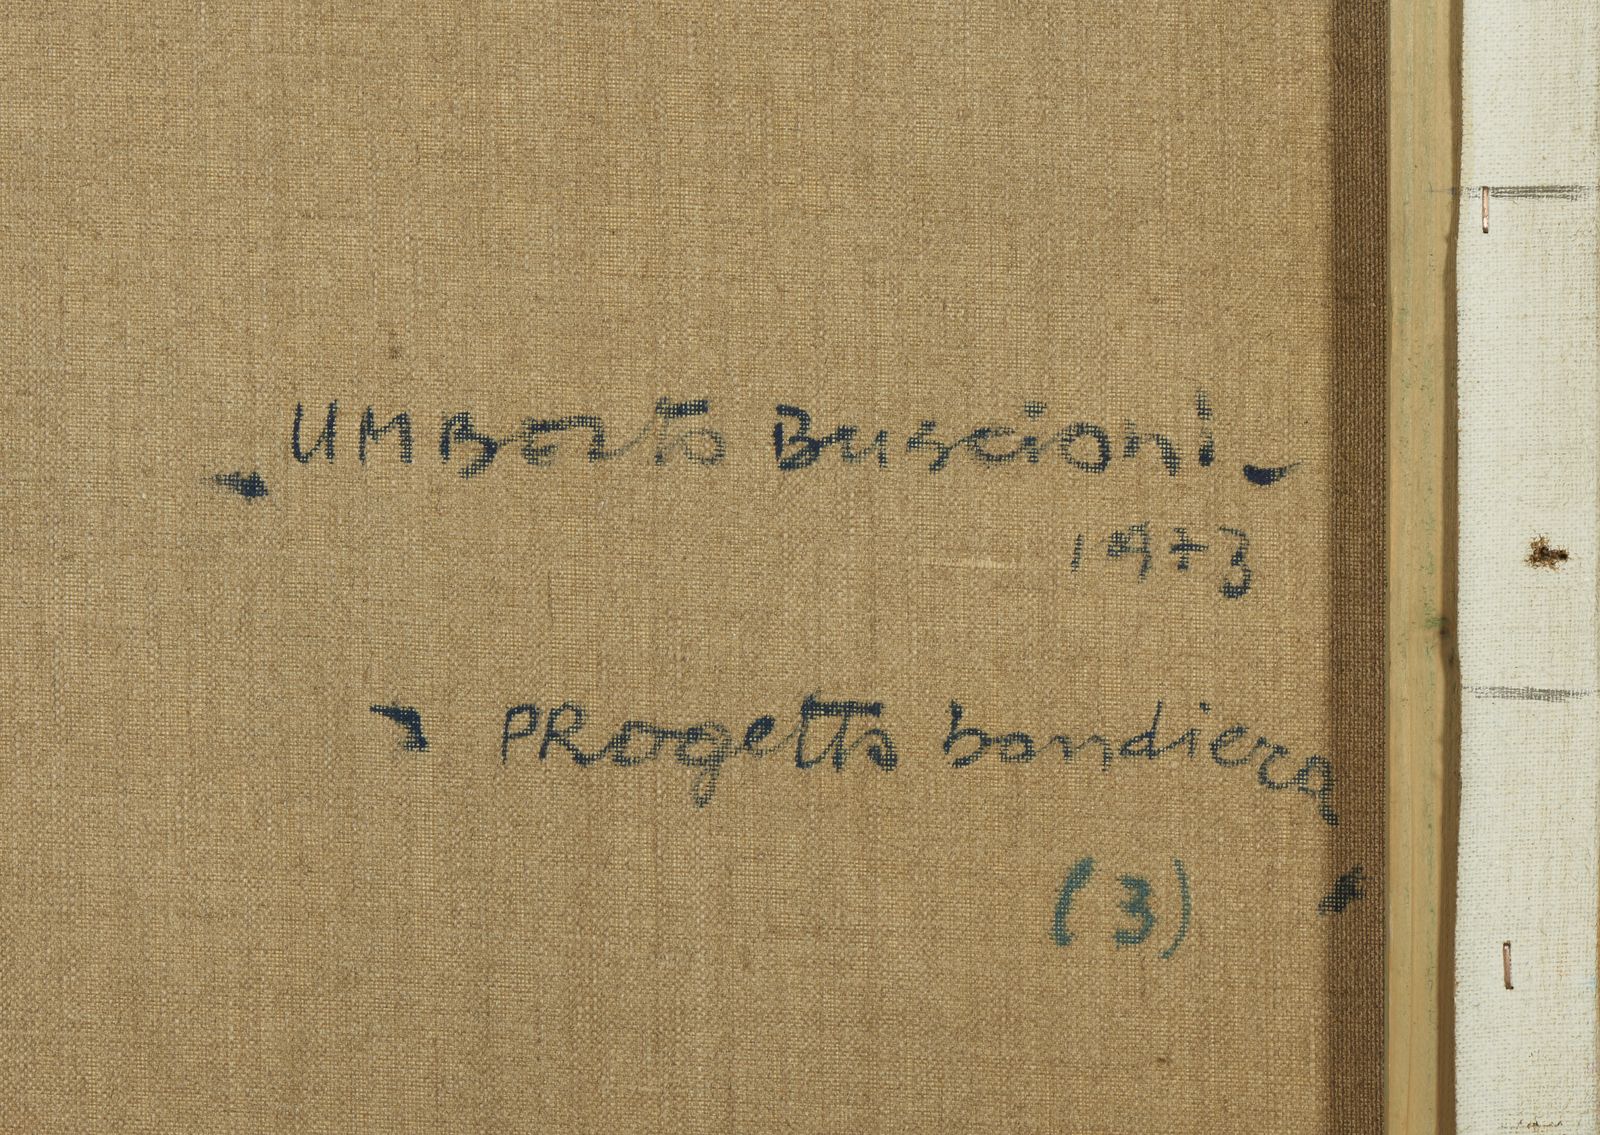 - UMBerto Buscioni -
1973
- PRogetto bandiera -
(3)